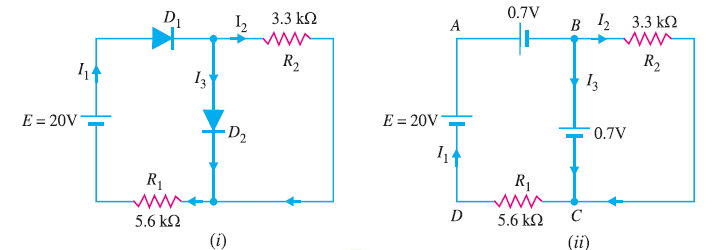 D₁
I₂
3.3 kΩ
R₂
I₁
I₃
E = 20V
D₂
R₁
5.6 kΩ
(i)
0.7V
A
B
I₂
3.3 kΩ
R₂
I₃
E = 20V
0.7V
I₁
R₁
D
5.6 kΩ
C
(ii)